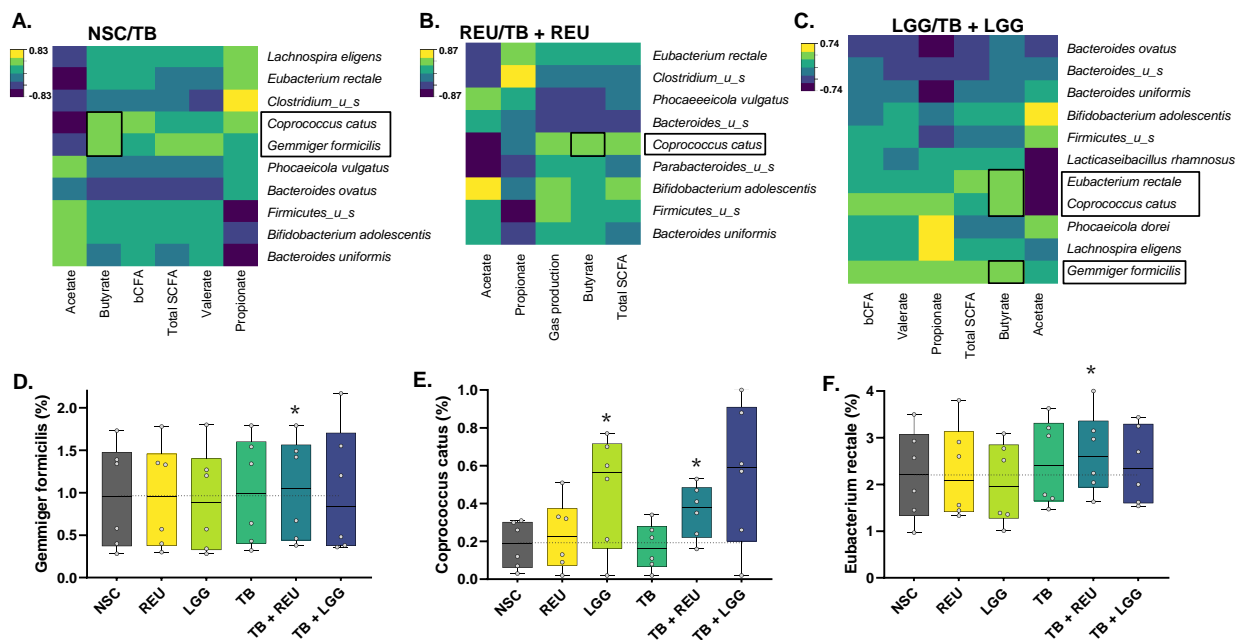 A.
NSC/TB
0.83
-0.83
Lachnospira eligens
Eubacterium rectale
Clostridium_u_s
Coprococcus catus
Gemmiger formicilis
Phocaeicola vulgatus
Bacteroides ovatus
Firmicutes_u_s
Bifidobacterium adolescentis
Bacteroides uniformis
Acetate
Butyrate
bCFA
Total SCFA
Valerate
Propionate
B.
REU/TB + REU
0.87
-0.87
Eubacterium rectale
Clostridium_u_s
Phocaeeicola vulgatus
Bacteroides_u_s
Coprococcus catus
Parabacteroides_u_s
Bifidobacterium adolescentis
Firmicutes_u_s
Bacteroides uniformis
Acetate
Propionate
Gas production
Butyrate
Total SCFA
C.
LGG/TB + LGG
0.74
-0.74
Bacteroides ovatus
Bacteroides_u_s
Bacteroides uniformis
Bifidobacterium adolescentis
Firmicutes_u_s
Lacticaseibacillus rhamnosus
Eubacterium rectale
Coprococcus catus
Phocaeicola dorei
Lachnospira eligens
Gemmiger formicilis
bCFA
Valerate
Propionate
Total SCFA
Butyrate
Acetate
D.
Gemmiger formicilis (%)
2.0
1.5
1.0
0.5
0.0
*
NSC
REU
LGG
TB
TB + REU
TB + LGG
E.
Coprococcus catus (%)
1.0
0.8
0.6
0.4
0.2
0.0
*
*
NSC
REU
LGG
TB
TB + REU
TB + LGG
F.
Eubacterium rectale (%)
4
3
2
1
0
*
NSC
REU
LGG
TB
TB + REU
TB + LGG